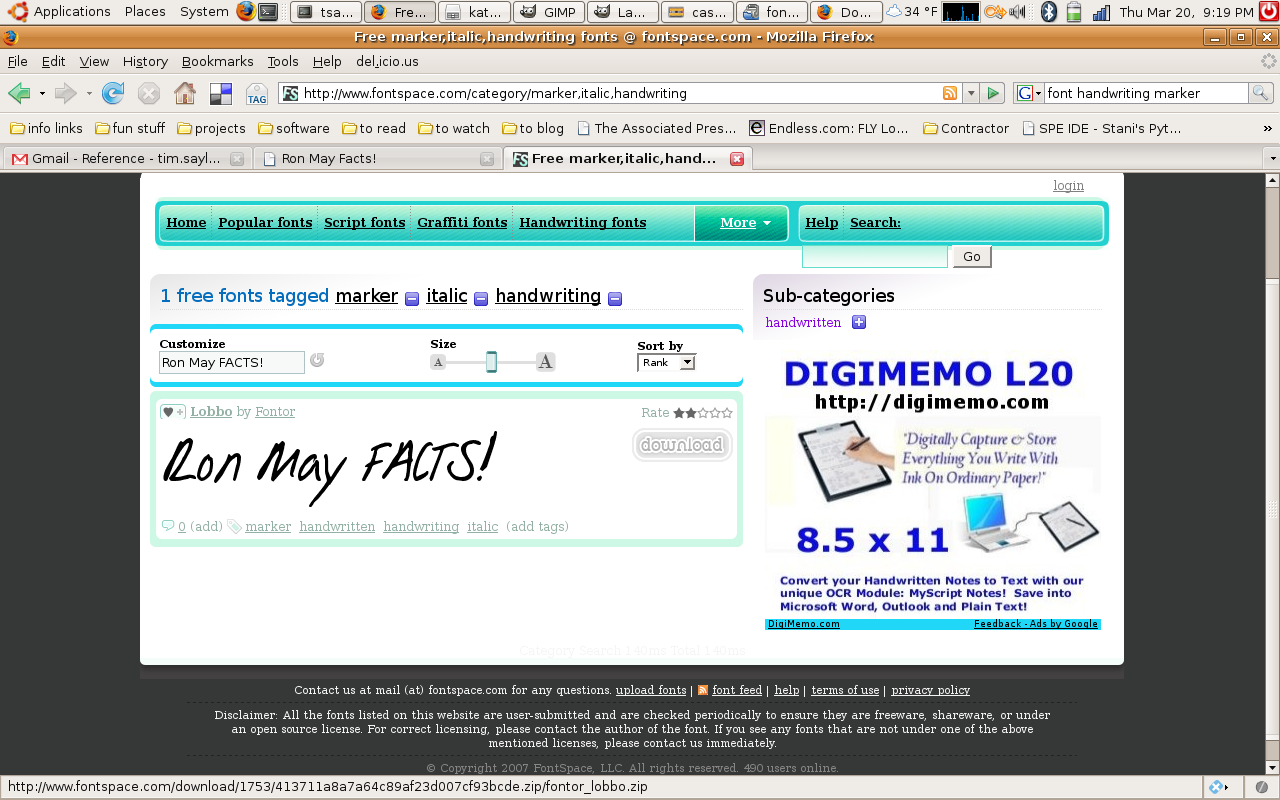 Applications Places System tsa... Fre... kat... GIMP La... cas... fon... Do... 34 °F Thu Mar 20, 9:19 PM
Free marker,italic,handwriting fonts @ fontspace.com - Mozilla Firefox
File Edit View History Bookmarks Tools Help del.icio.us
TAG FS http://www.fontspace.com/category/marker,italic,handwriting G font handwriting marker
info links fun stuff projects software to read to watch to blog The Associated Pres... Endless.com: FLY Lo... Contractor SPE IDE - Stani's Pyt... »
Gmail - Reference - tim.sayl... Ron May Facts! FS Free marker,italic,hand...
login
Home Popular fonts Script fonts Graffiti fonts Handwriting fonts More Help Search:
Go
1 free fonts tagged marker italic handwriting
Sub-categories
handwritten
Customize Size Sort by
Ron May FACTS! A A Rank
Lobbo by Fontor Rate
Ron May FACTS!
download
0 (add) marker handwritten handwriting italic (add tags)
DIGIMEMO L20
http://digimemo.com
"Digitally Capture & Store
Everything You Write With
Ink On Ordinary Paper!"
8.5 x 11
Convert your Handwritten Notes to Text with our
unique OCR Module: MyScript Notes! Save into
Microsoft Word, Outlook and Plain Text!
DigiMemo.com Feedback - Ads by Google
Category Search 140ms Total 140ms
Contact us at mail (at) fontspace.com for any questions. upload fonts | font feed | help | terms of use | privacy policy
Disclaimer: All the fonts listed on this website are user-submitted and are checked periodically to ensure they are freeware, shareware, or under
an open source license. For correct licensing, please contact the author of the font. If you see any fonts that are not under one of the above
mentioned licenses, please contact us immediately.
© Copyright 2007 FontSpace, LLC. All rights reserved. 490 users online.
http://www.fontspace.com/download/1753/413711a8a7a64c89af23d007cf93bcde.zip/fontor_lobbo.zip